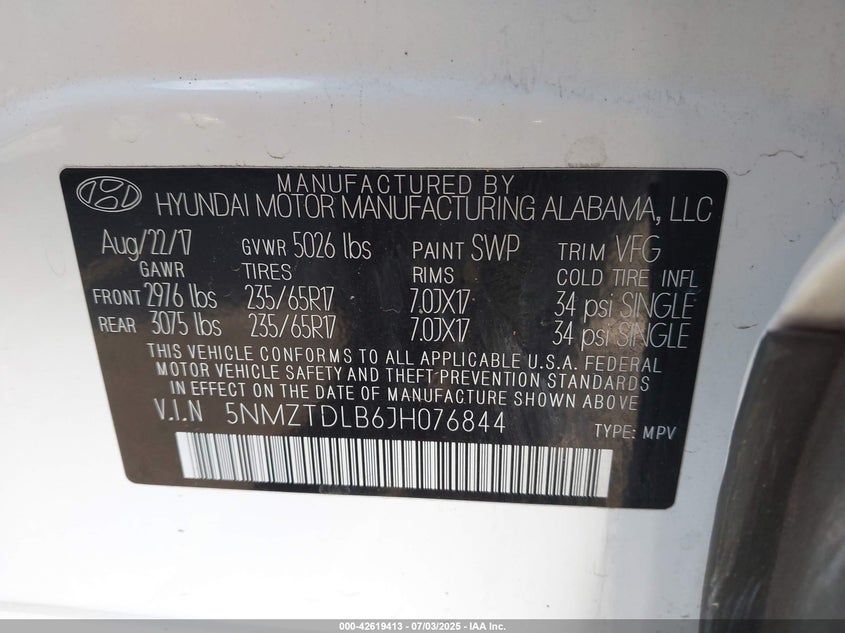 MANUFACTURED BY
HYUNDAI MOTOR MANUFACTURING ALABAMA, LLC
Aug/22/17 GVWR 5026 lbs PAINT SWP TRIM VFG
GAWR TIRES RIMS COLD TIRE INFL
FRONT 2976 lbs 235/65R17 7.0JX17 34 psi SINGLE
REAR 3075 lbs 235/65R17 7.0JX17 34 psi SINGLE
THIS VEHICLE CONFORMS TO ALL APPLICABLE U.S.A. FEDERAL
MOTOR VEHICLE SAFETY AND THEFT PREVENTION STANDARDS
IN EFFECT ON THE DATE OF MANUFACTURE SHOWN ABOVE.
V.I.N 5NMZTDLB6JH076844 TYPE: MPV
000-42619413 - 07/03/2025 - IAA Inc.